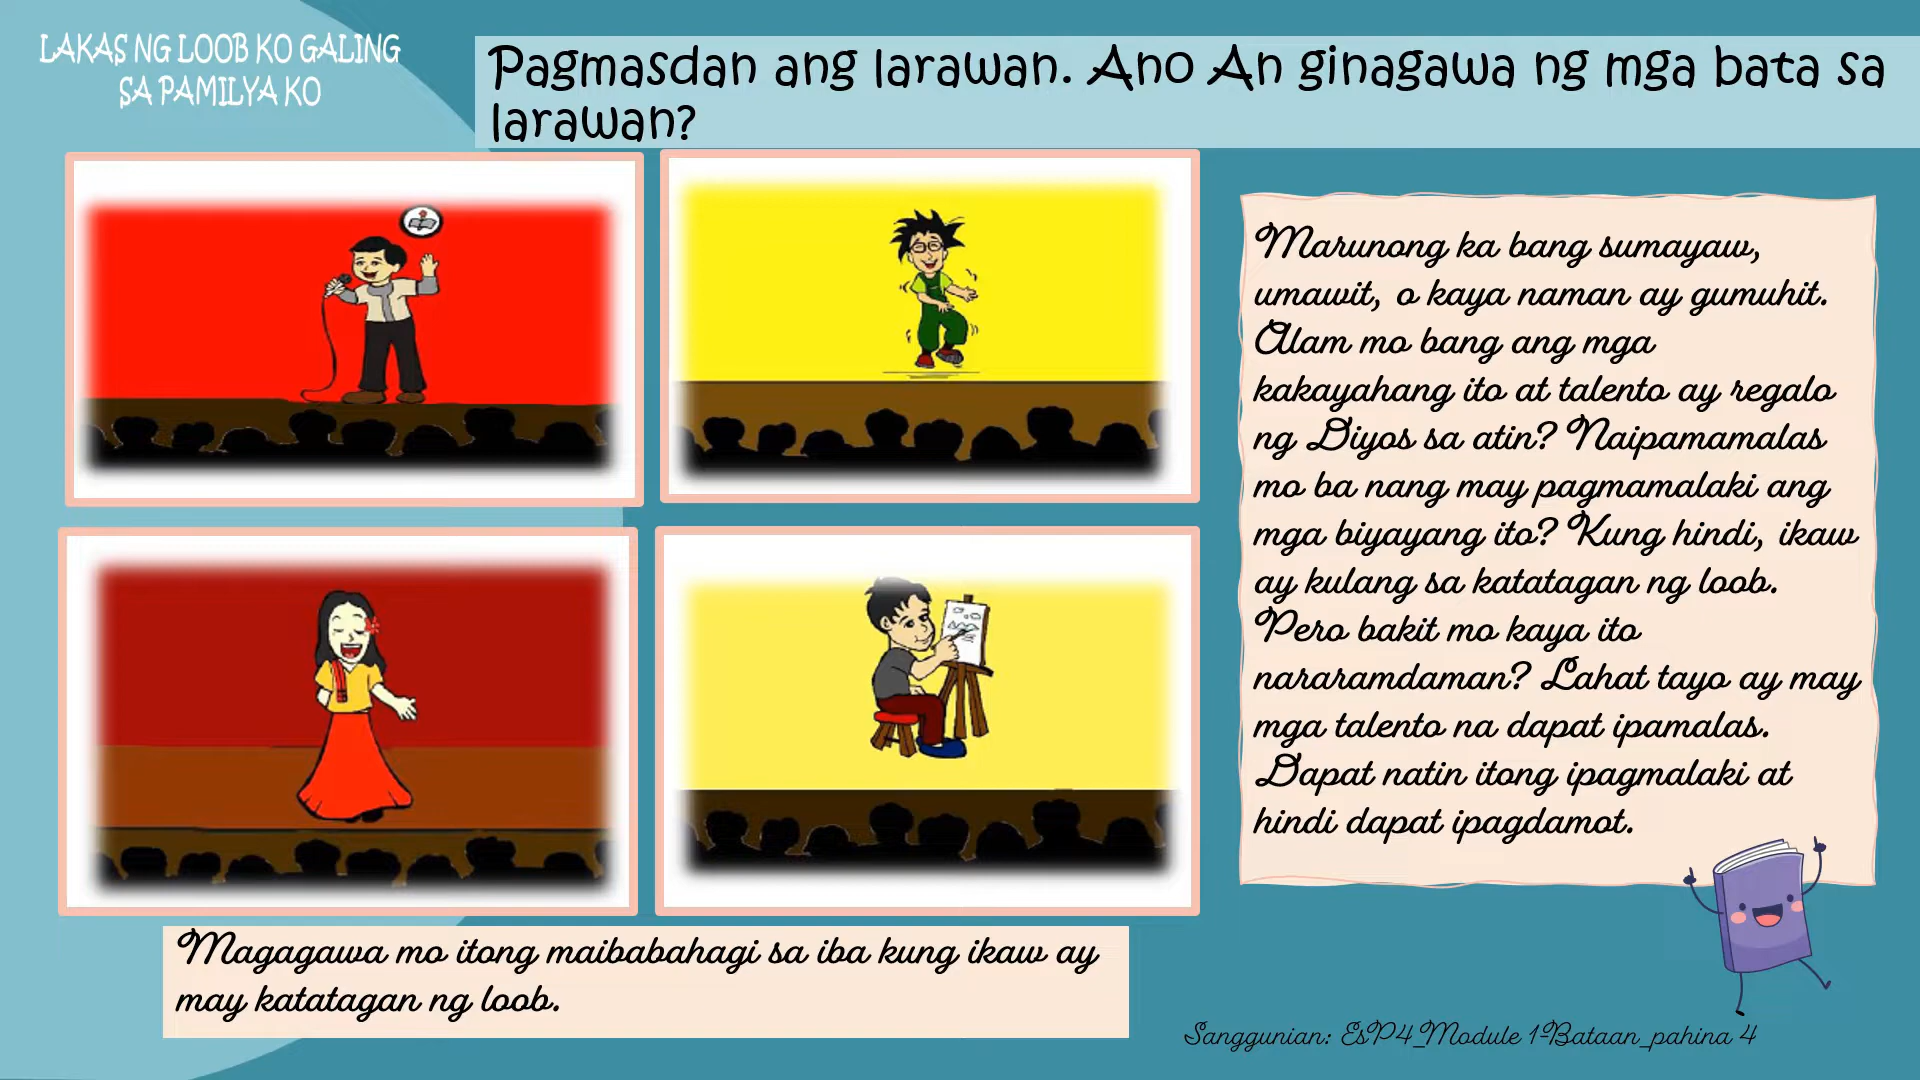 LAKAS NG LOOB KO GALING
SA PAMILYA KO
Pagmasdan ang larawan. Ano An ginagawa ng mga bata sa
larawan?
Marunong ka bang sumayaw,
umawit, o kaya naman ay gumuhit.
Alam mo bang ang mga
kakayahang ito at talento ay regalo
ng Diyos sa atin? Naipamamalas
mo ba nang may pagmamalaki ang
mga biyayang ito? Kung hindi, ikaw
ay kulang sa katatagan ng loob.
Pero bakit mo kaya ito
nararamdaman? Lahat tayo ay may
mga talento na dapat ipamalas.
Dapat natin itong ipagmalaki at
hindi dapat ipagdamot.
Magagawa mo itong maibabahagi sa iba kung ikaw ay
may katatagan ng loob.
Sanggunian: EsP4_Module 1-Bataan_pahina 4